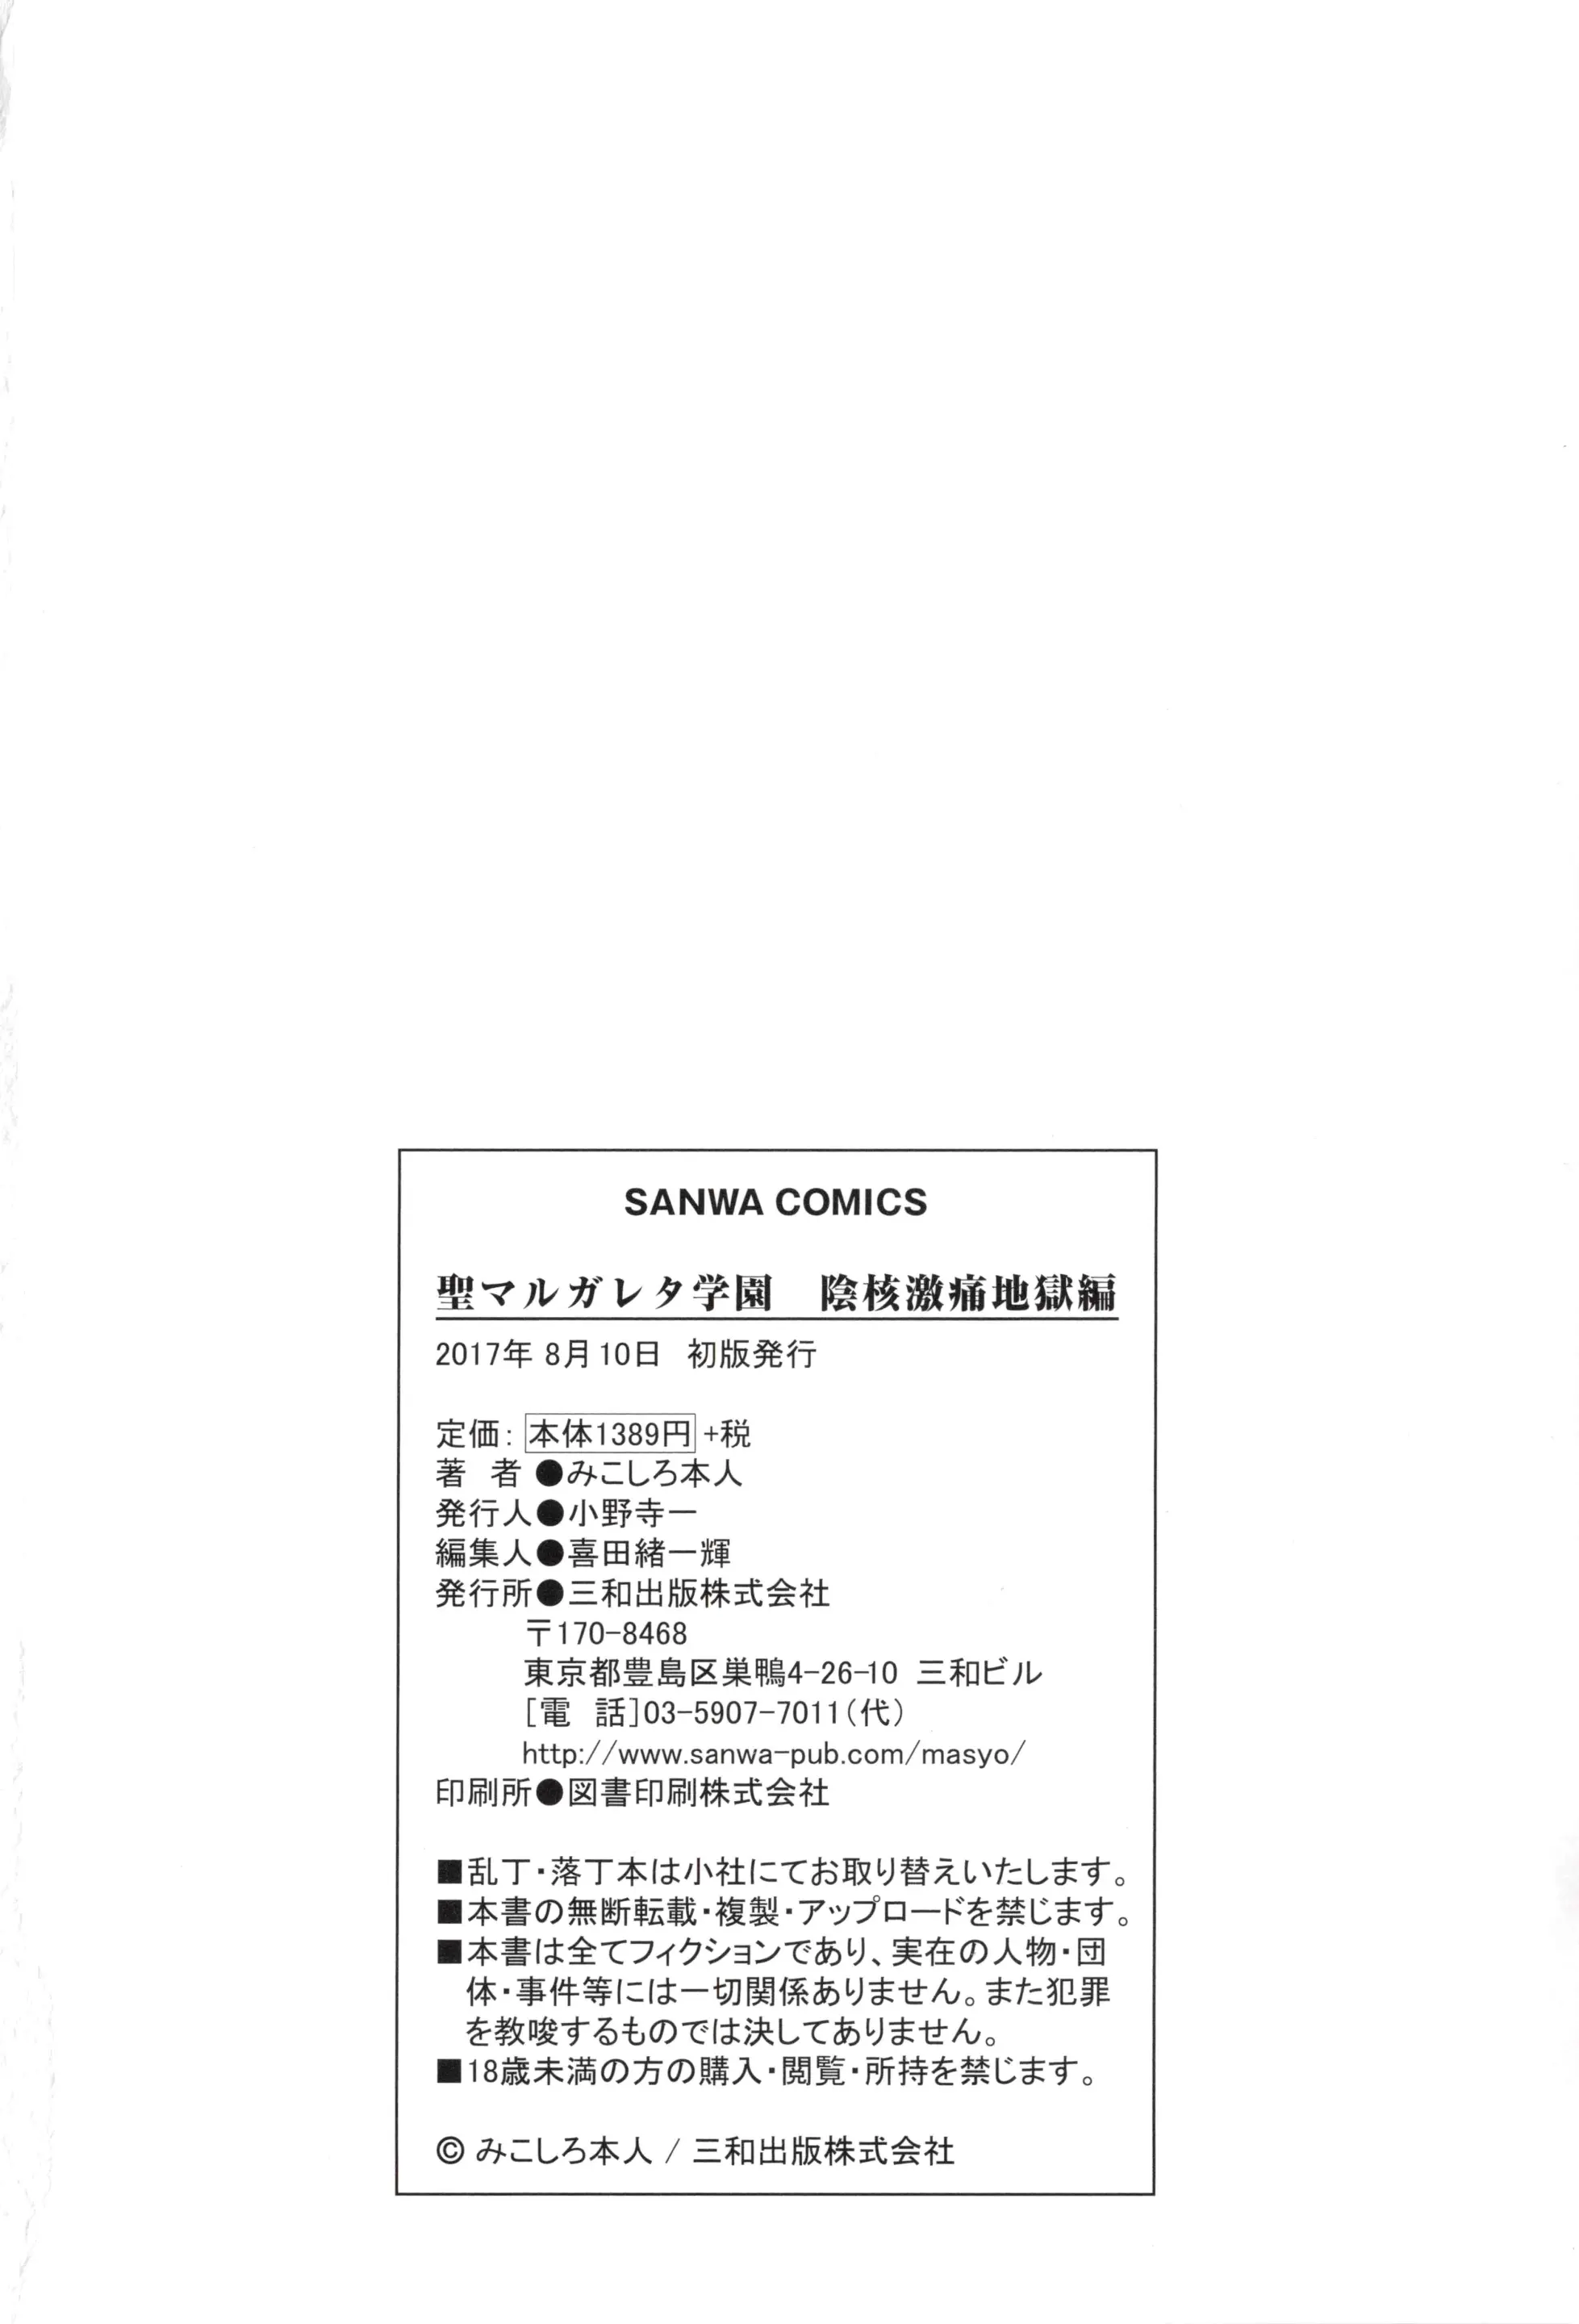 SANWA COMICS
聖マルガレタ学園　陰核激痛地獄編
2017年 8月10日　初版発行
定価：本体1389円+税
著　者●みこしろ本人
発行人●小野寺一
編集人●喜田緒一輝
発行所●三和出版株式会社
〒170-8468
東京都豊島区巣鴨4-26-10 三和ビル
[電　話]03-5907-7011（代）
http://www.sanwa-pub.com/masyo/
印刷所●図書印刷株式会社
■乱丁・落丁本は小社にてお取り替えいたします。
■本書の無断転載・複製・アップロードを禁じます。
■本書は全てフィクションであり、実在の人物・団
体・事件等には一切関係ありません。また犯罪
を教唆するものでは決してありません。
■18歳未満の方の購入・閲覧・所持を禁じます。
© みこしろ本人 / 三和出版株式会社